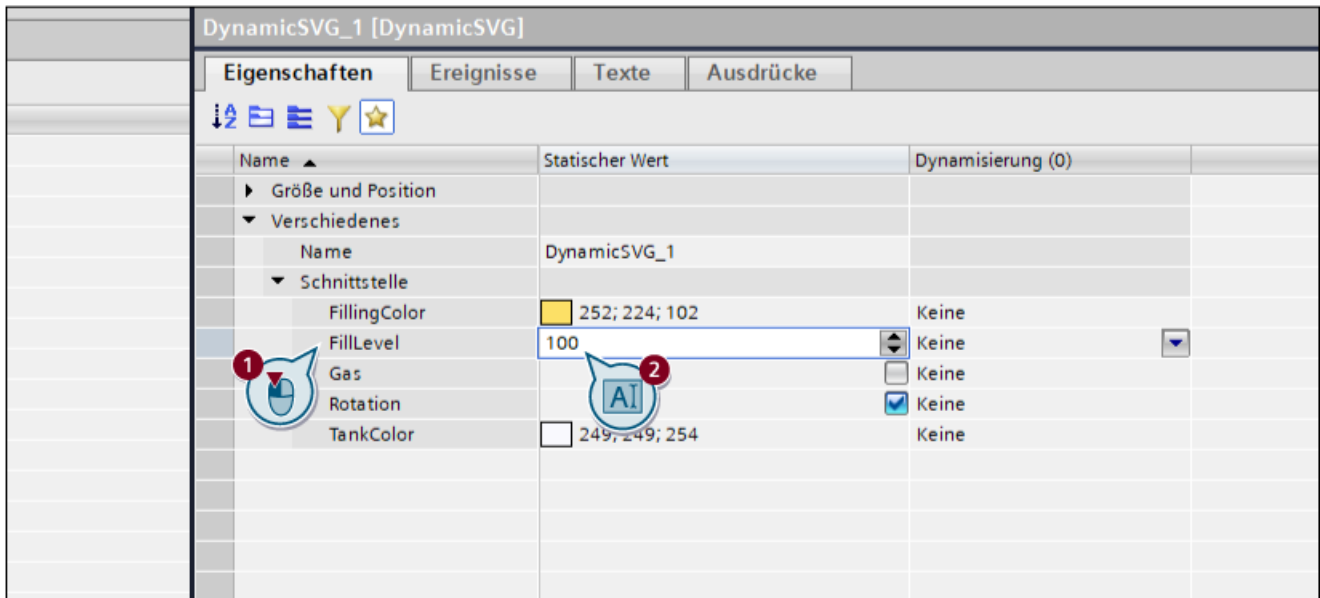 DynamicSVG_1 [DynamicSVG]
Eigenschaften Ereignisse Texte Ausdrücke
Name Statischer Wert Dynamisierung (0)
Größe und Position
Verschiedenes
Name DynamicSVG_1
Schnittstelle
FillingColor 252; 224; 102 Keine
FillLevel 100 Keine
1 Gas 2 Keine
Rotation AI Keine
TankColor 249; 249; 254 Keine